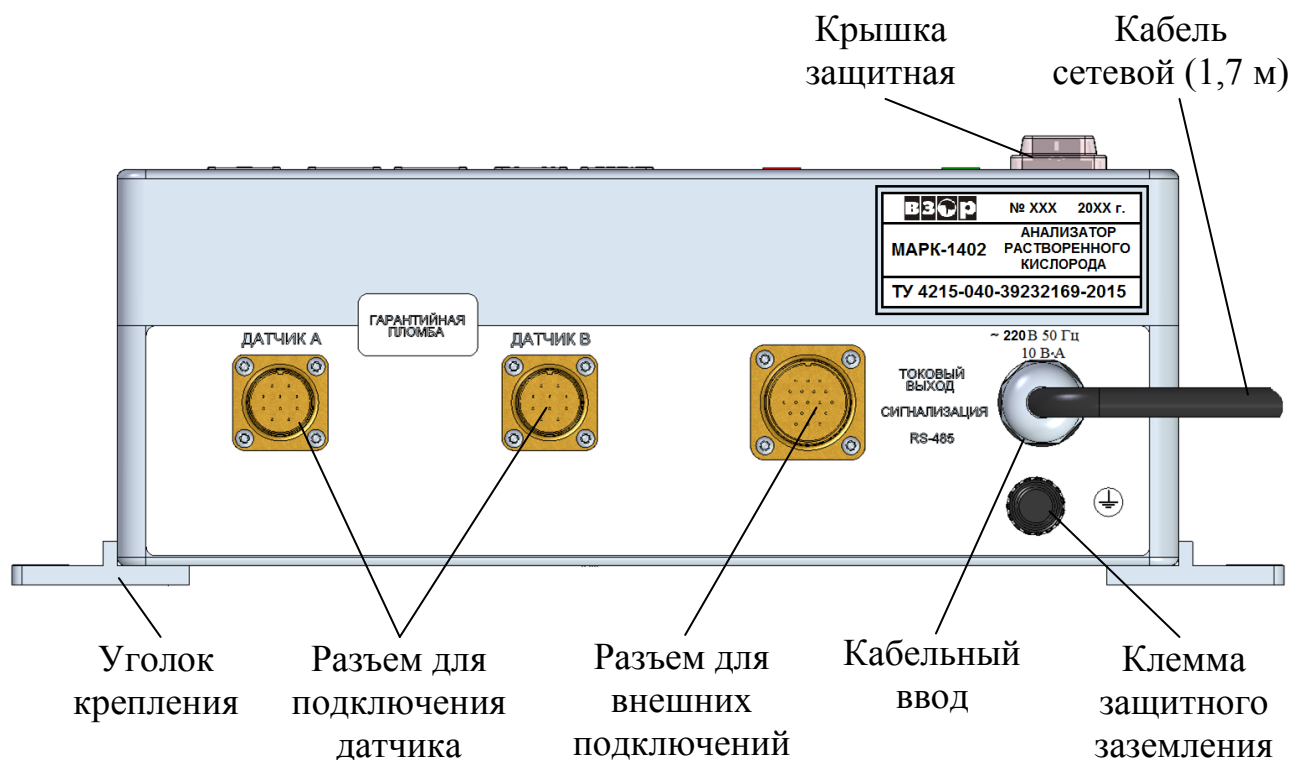 Крышка
защитная
Кабель
сетевой (1,7 м)
ВЗОР
№ XXX 20XX г.
МАРК-1402
АНАЛИЗАТОР
РАСТВОРЕННОГО
КИСЛОРОДА
ТУ 4215-040-39232169-2015
ГАРАНТИЙНАЯ
ПЛОМБА
ДАТЧИК А
ДАТЧИК В
~ 220 В 50 Гц
10 В·А
ТОКОВЫЙ
ВЫХОД
СИГНАЛИЗАЦИЯ
RS-485
Уголок
крепления
Разъем для
подключения
датчика
Разъем для
внешних
подключений
Кабельный
ввод
Клемма
защитного
заземления